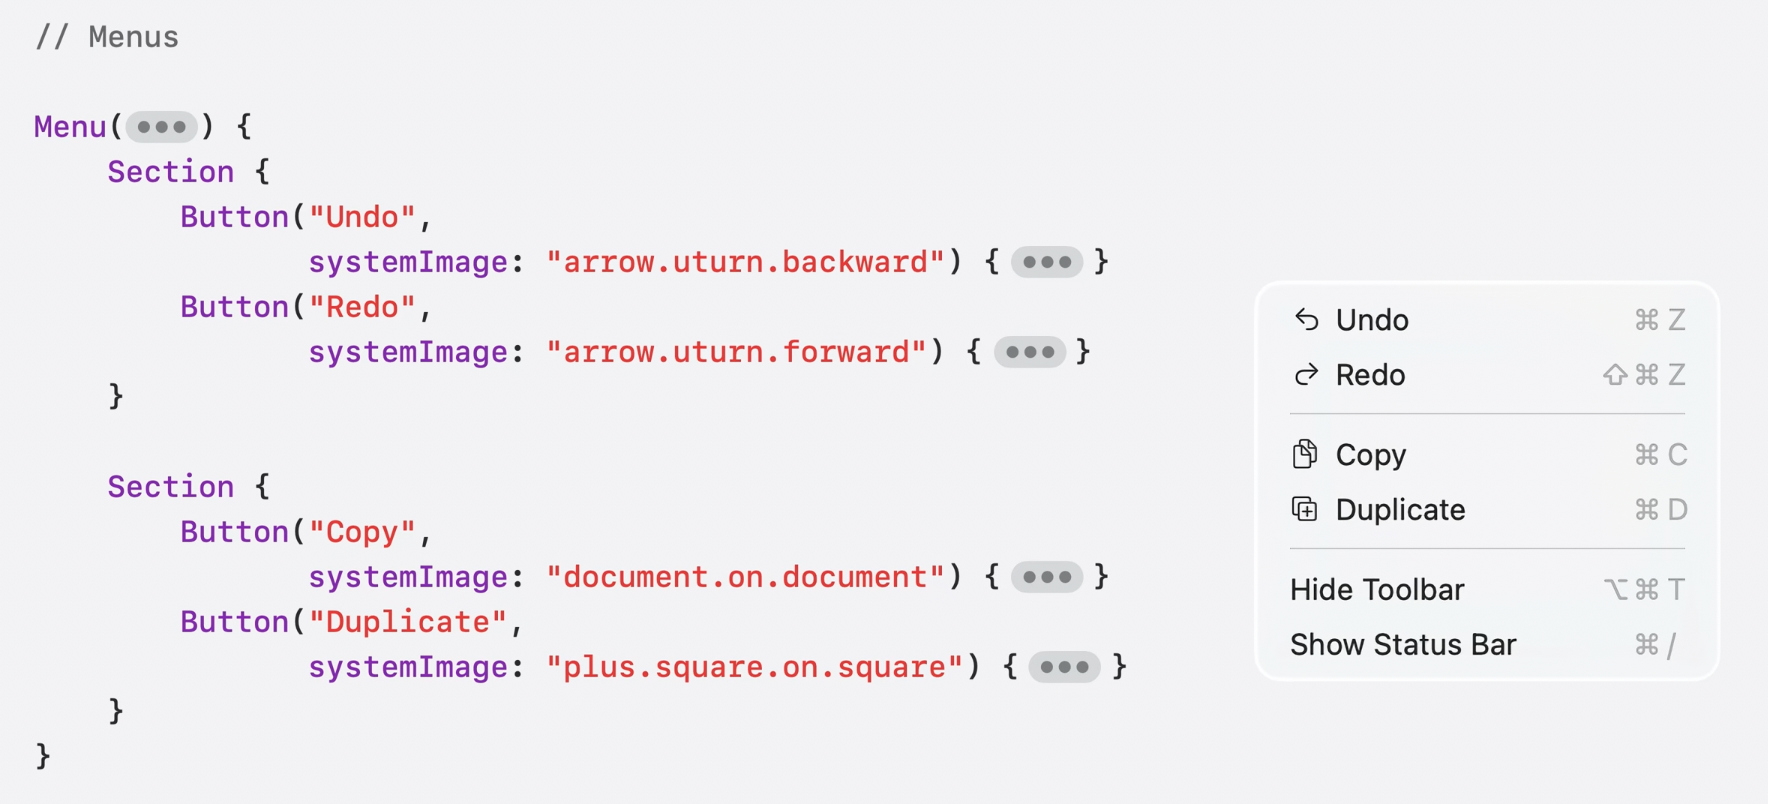 // Menus
Menu(•••) {
Section {
Button("Undo",
systemImage: "arrow.uturn.backward") { ••• }
Button("Redo",
systemImage: "arrow.uturn.forward") { ••• }
}
Section {
Button("Copy",
systemImage: "document.on.document") { ••• }
Button("Duplicate",
systemImage: "plus.square.on.square") { ••• }
}
}
Undo ⌘ Z
Redo ⇧ ⌘ Z
Copy ⌘ C
Duplicate ⌘ D
Hide Toolbar ⌥ ⌘ T
Show Status Bar ⌘ /